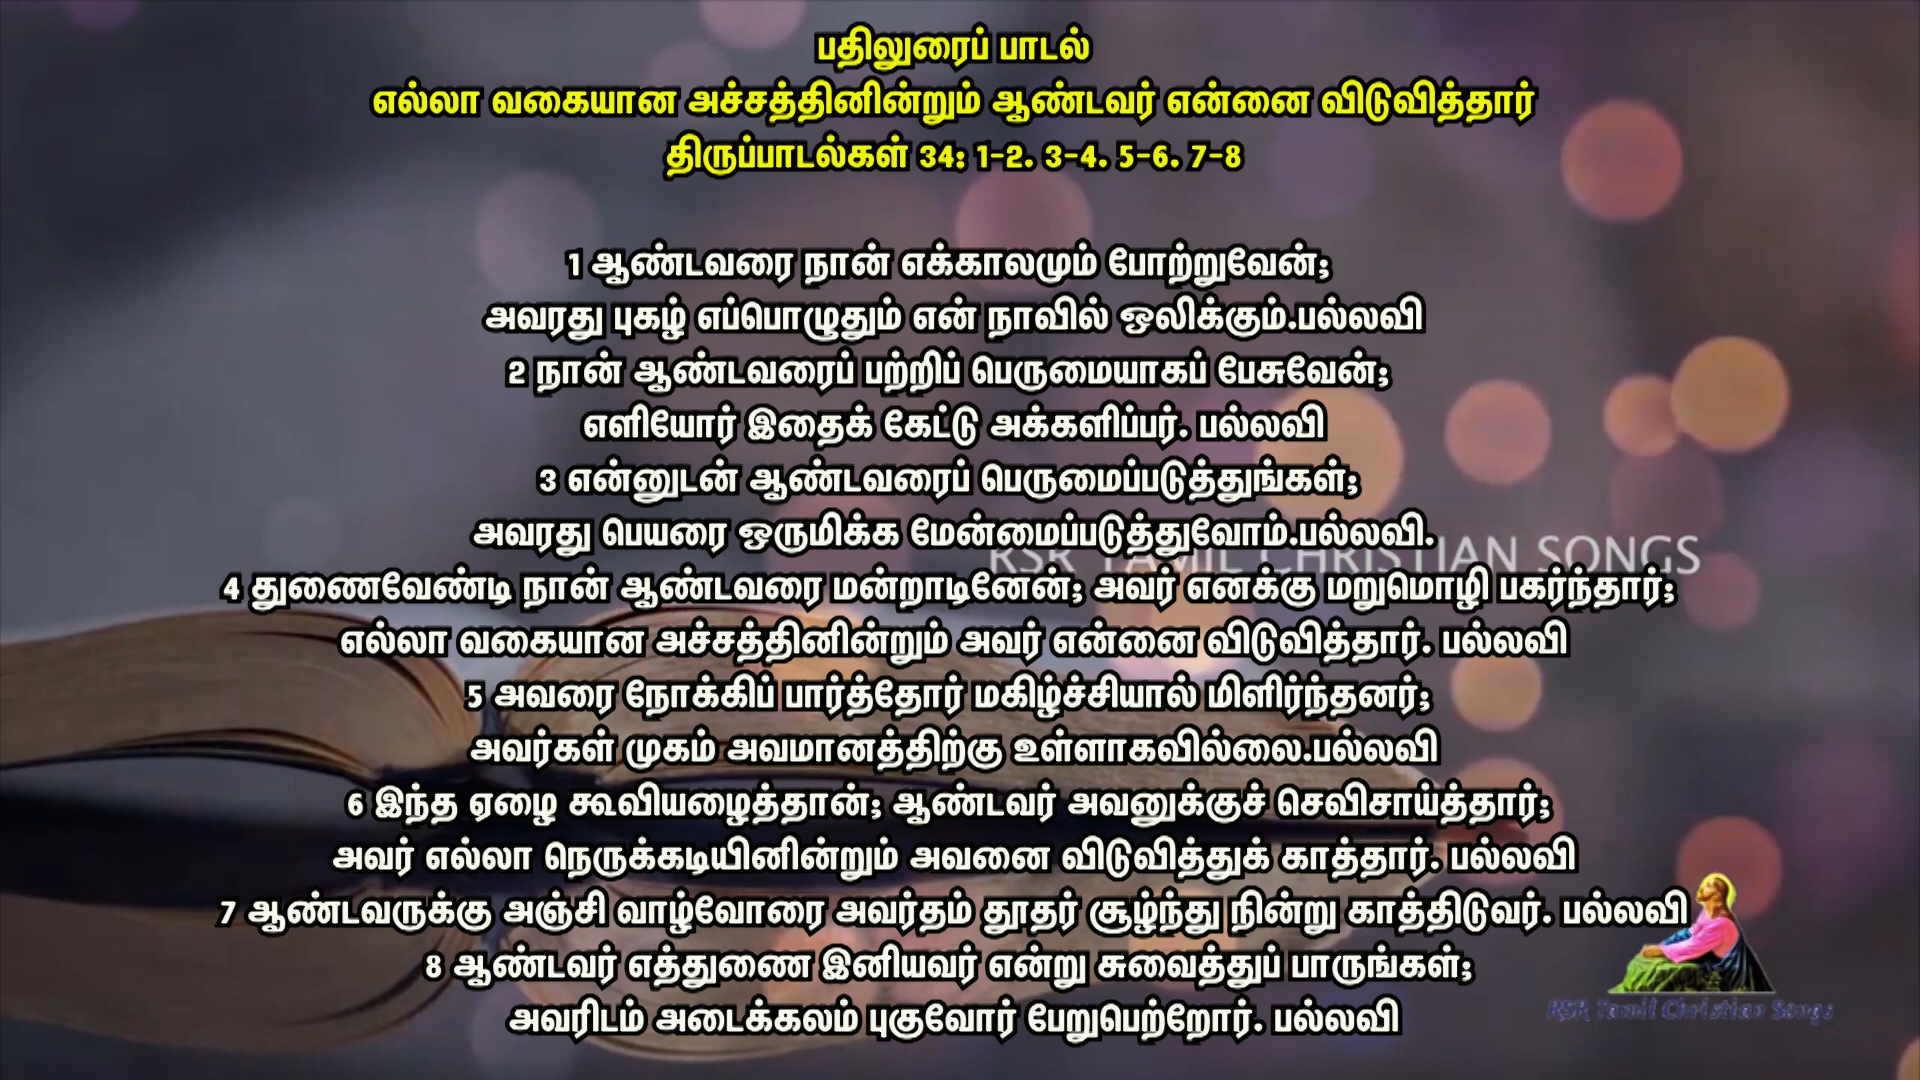 பதிலுரைப் பாடல்
எல்லா வகையான அச்சத்தினின்றும் ஆண்டவர் என்னை விடுவித்தார்
திருப்பாடல்கள் 34: 1-2. 3-4. 5-6. 7-8
1 ஆண்டவரை நான் எக்காலமும் போற்றுவேன்;
அவரது புகழ் எப்பொழுதும் என் நாவில் ஒலிக்கும்.பல்லவி
2 நான் ஆண்டவரைப் பற்றிப் பெருமையாகப் பேசுவேன்;
எளியோர் இதைக் கேட்டு அக்களிப்பர். பல்லவி
3 என்னுடன் ஆண்டவரைப் பெருமைப்படுத்துங்கள்;
அவரது பெயரை ஒருமிக்க மேன்மைப்படுத்துவோம்.பல்லவி.
RSR TAMIL CHRISTIAN SONGS
4 துணைவேண்டி நான் ஆண்டவரை மன்றாடினேன்; அவர் எனக்கு மறுமொழி பகர்ந்தார்;
எல்லா வகையான அச்சத்தினின்றும் அவர் என்னை விடுவித்தார். பல்லவி
5 அவரை நோக்கிப் பார்த்தோர் மகிழ்ச்சியால் மிளிர்ந்தனர்;
அவர்கள் முகம் அவமானத்திற்கு உள்ளாகவில்லை.பல்லவி
6 இந்த ஏழை கூவியழைத்தான்; ஆண்டவர் அவனுக்குச் செவிசாய்த்தார்;
அவர் எல்லா நெருக்கடியினின்றும் அவனை விடுவித்துக் காத்தார். பல்லவி
7 ஆண்டவருக்கு அஞ்சி வாழ்வோரை அவர்தம் தூதர் சூழ்ந்து நின்று காத்திடுவர். பல்லவி
8 ஆண்டவர் எத்துணை இனியவர் என்று சுவைத்துப் பாருங்கள்;
அவரிடம் அடைக்கலம் புகுவோர் பேறுபெற்றோர். பல்லவி
RSR Tamil Christian Songs